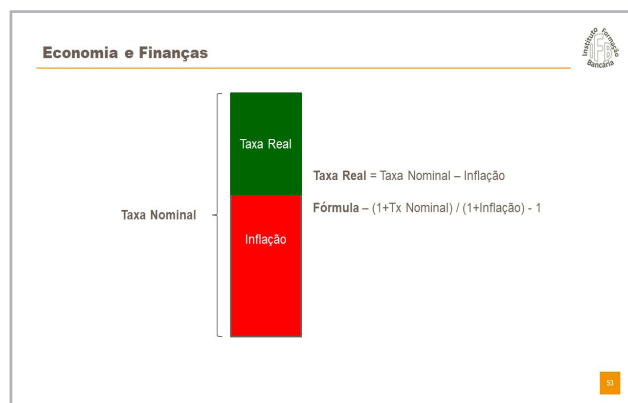 Economia e Finanças
Instituto Formação
Bancária
IFB
Taxa Real
Taxa Real = Taxa Nominal – Inflação
Taxa Nominal
Fórmula – (1+Tx Nominal) / (1+Inflação) - 1
Inflação
53